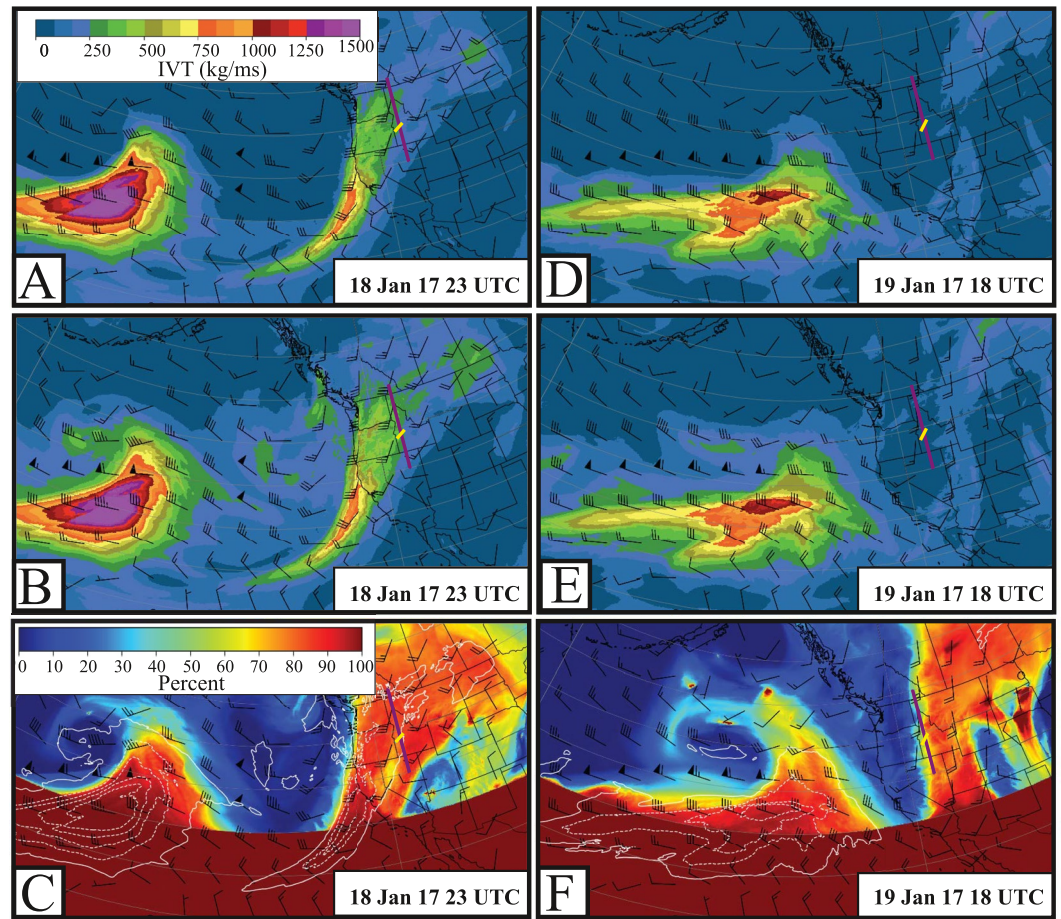 0 250 500 750 1000 1250 1500
IVT (kg/ms)
A
18 Jan 17 23 UTC
D
19 Jan 17 18 UTC
B
18 Jan 17 23 UTC
E
19 Jan 17 18 UTC
0 10 20 30 40 50 60 70 80 90 100
Percent
C
18 Jan 17 23 UTC
F
19 Jan 17 18 UTC